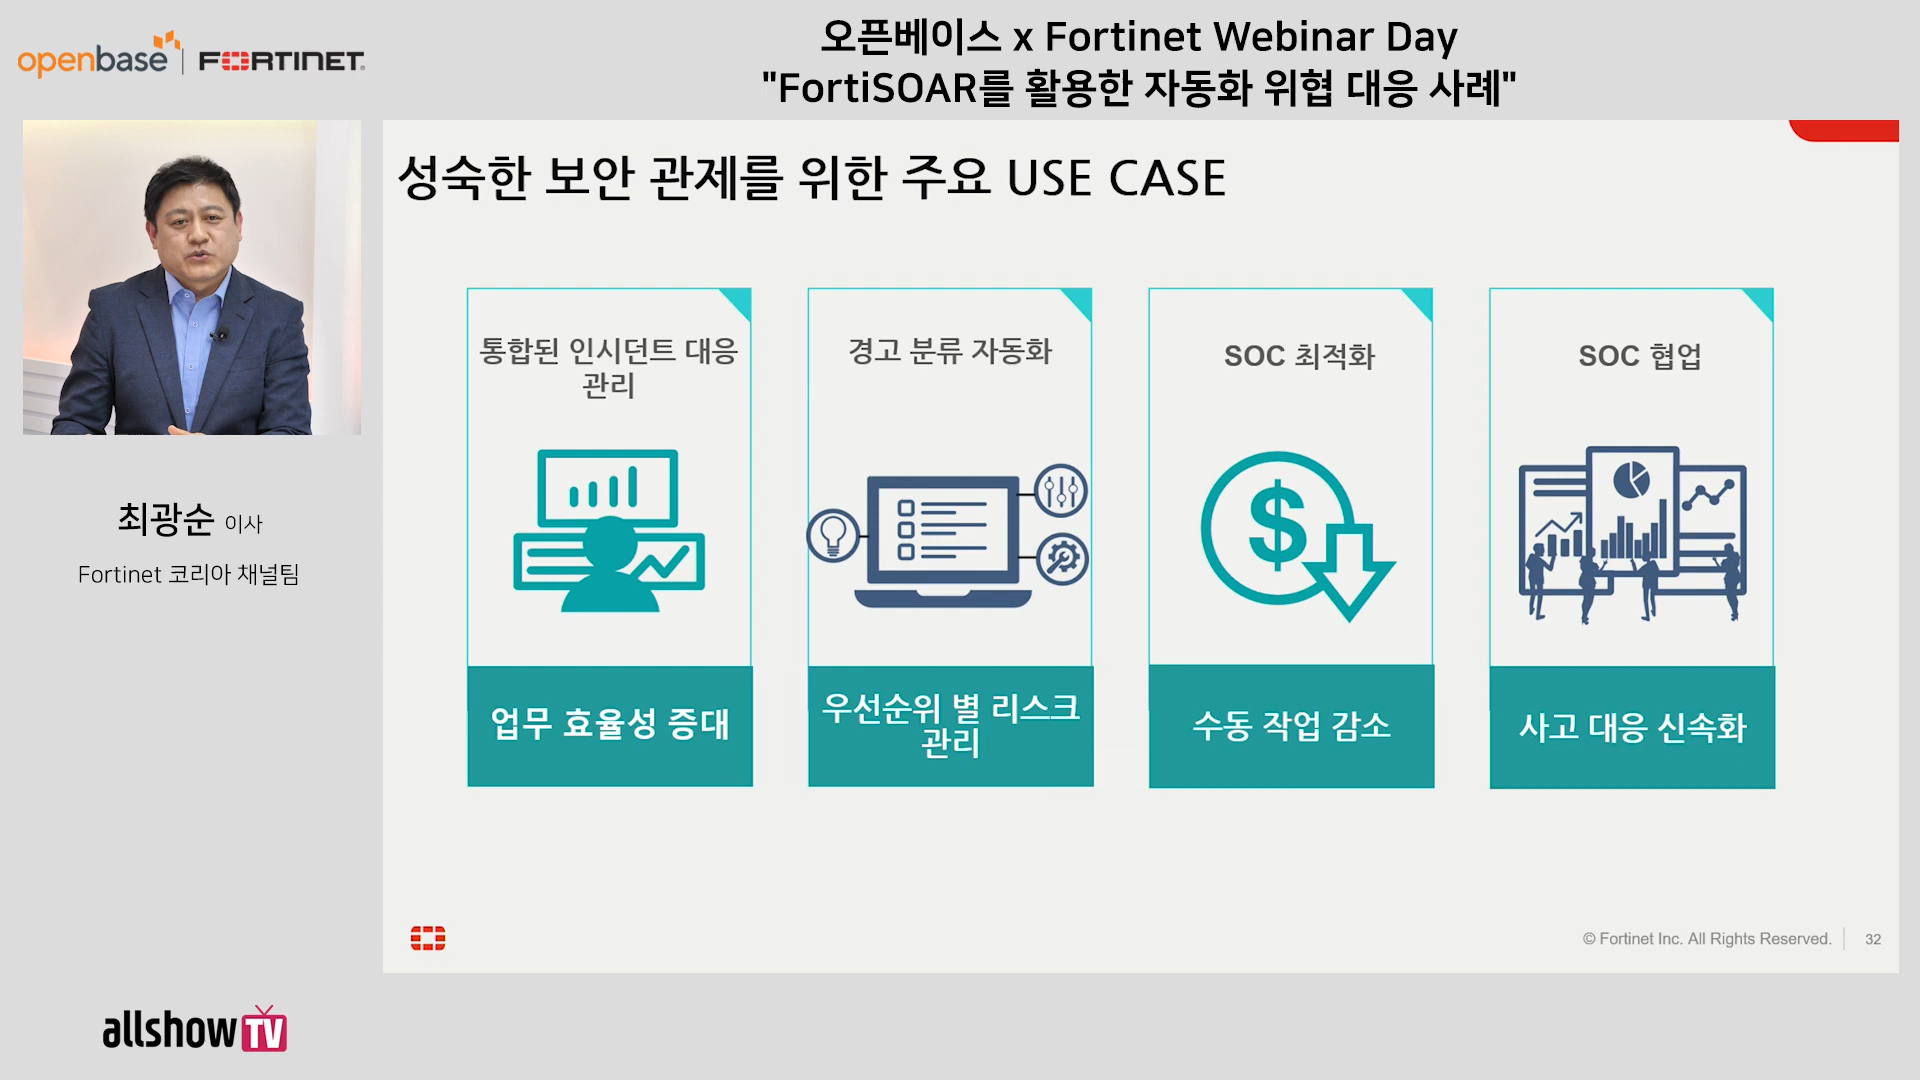 openbase
FORTINET
오픈베이스 x Fortinet Webinar Day
"FortiSOAR를 활용한 자동화 위협 대응 사례"
최광순 이사
Fortinet 코리아 채널팀
성숙한 보안 관제를 위한 주요 USE CASE
통합된 인시던트 대응
관리
업무 효율성 증대
경고 분류 자동화
우선순위 별 리스크
관리
SOC 최적화
$
수동 작업 감소
SOC 협업
사고 대응 신속화
© Fortinet Inc. All Rights Reserved.
32
allshow TV